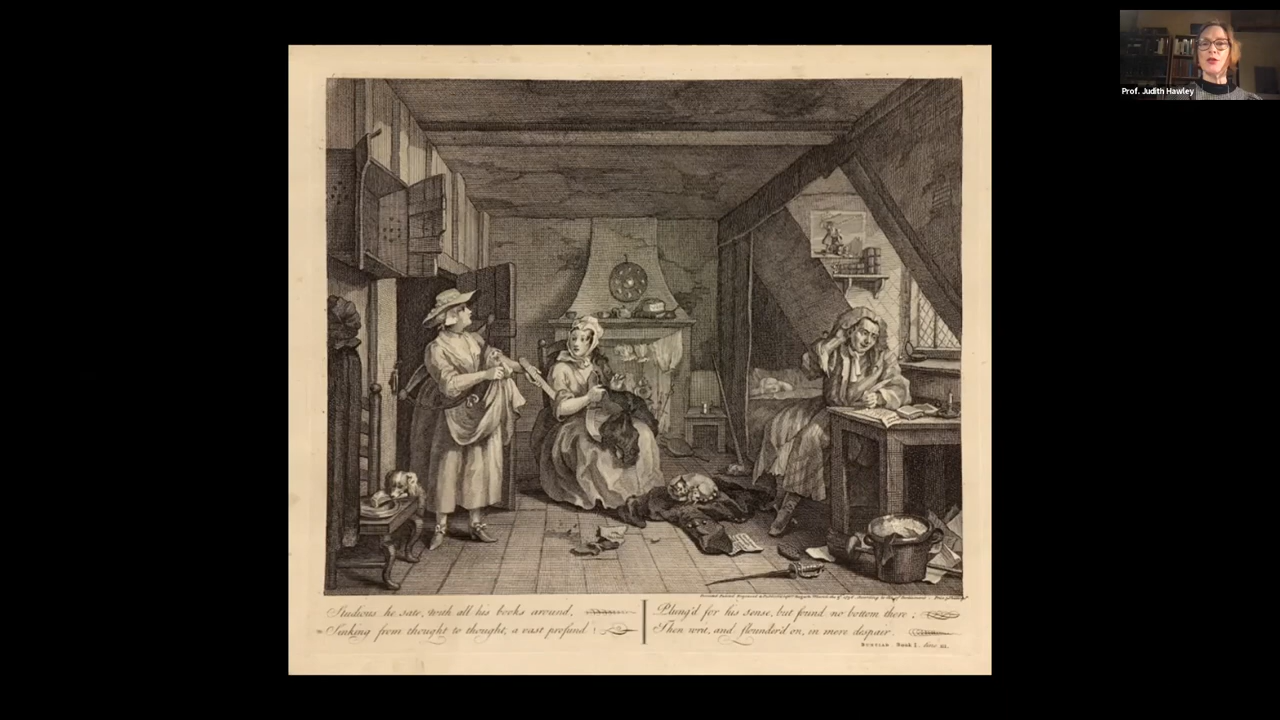 Prof. Judith Hawley
Studious he sate, with all his books around,
Sinking from thought to thought, a vast profund!
Plung'd for his sense, but found no bottom there;
Then writ, and flounder'd on, in mere despair.
DUNCIAD. Book I. line 111.